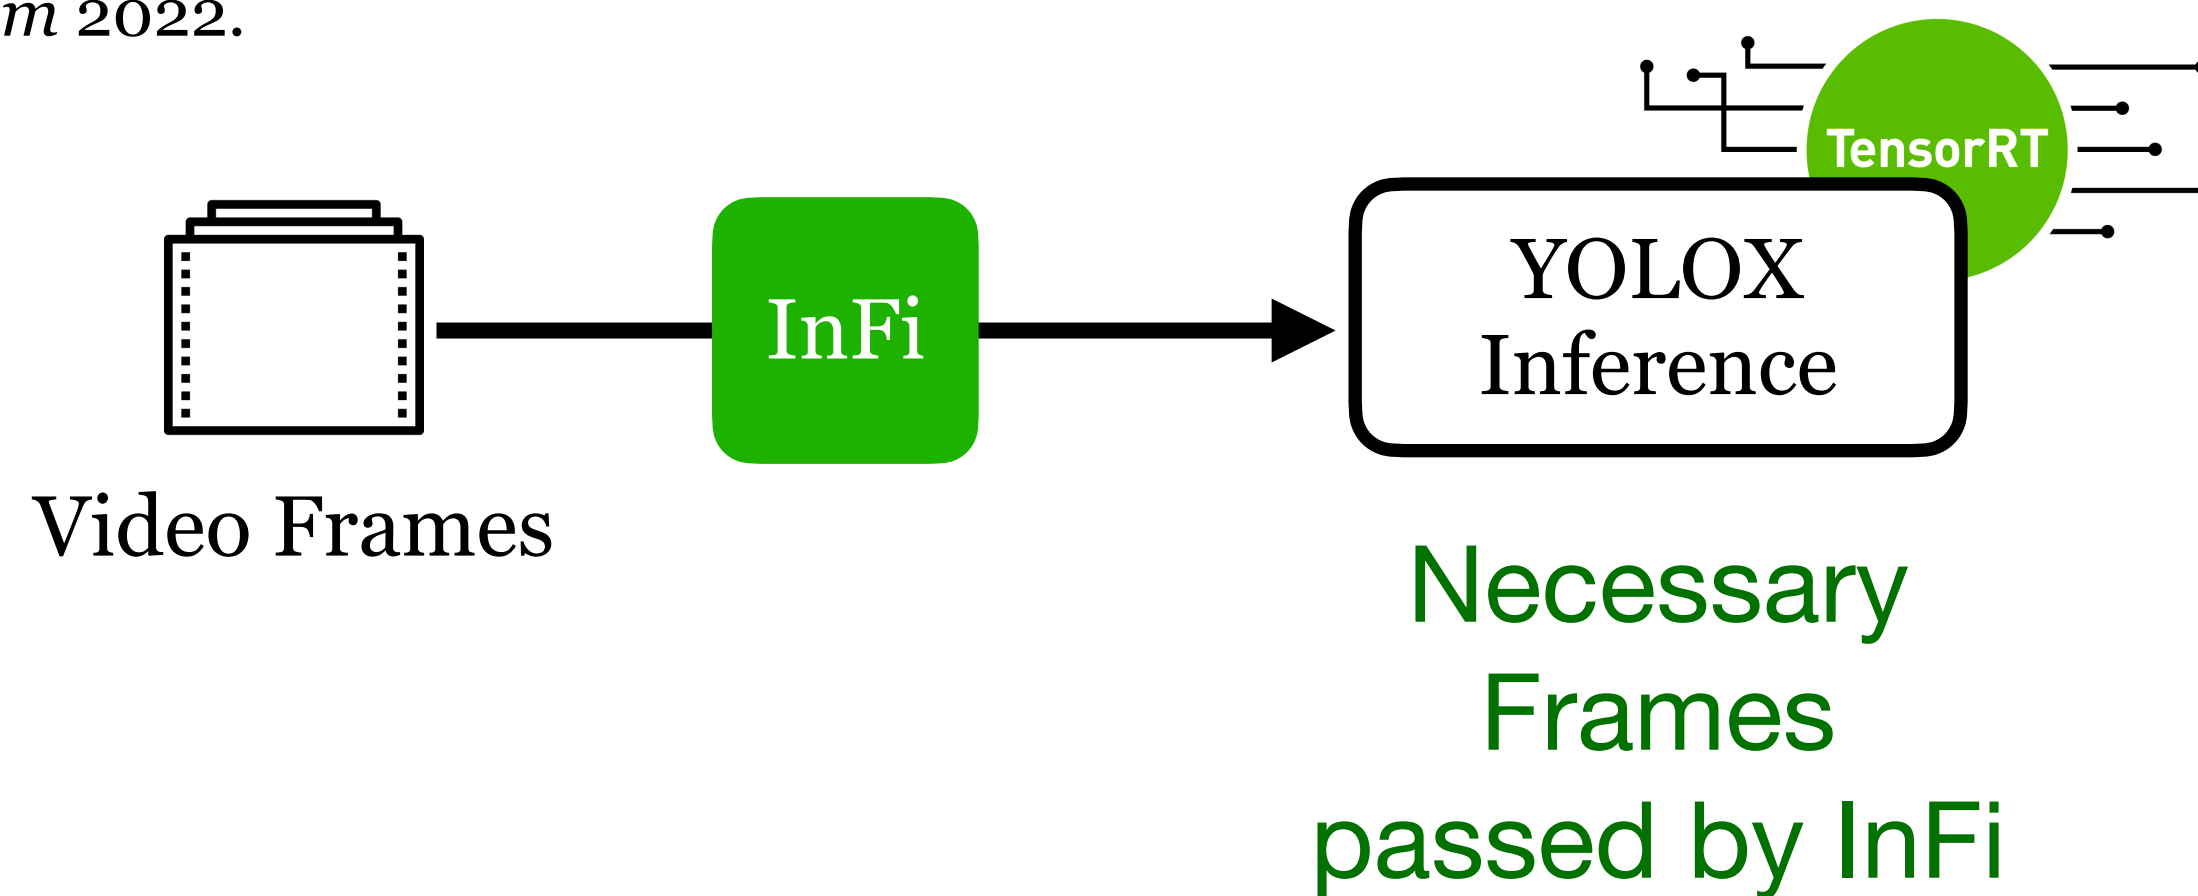 m 2022.
TensorRT
InFi
YOLOX
Inference
Video Frames
Necessary
Frames
passed by InFi